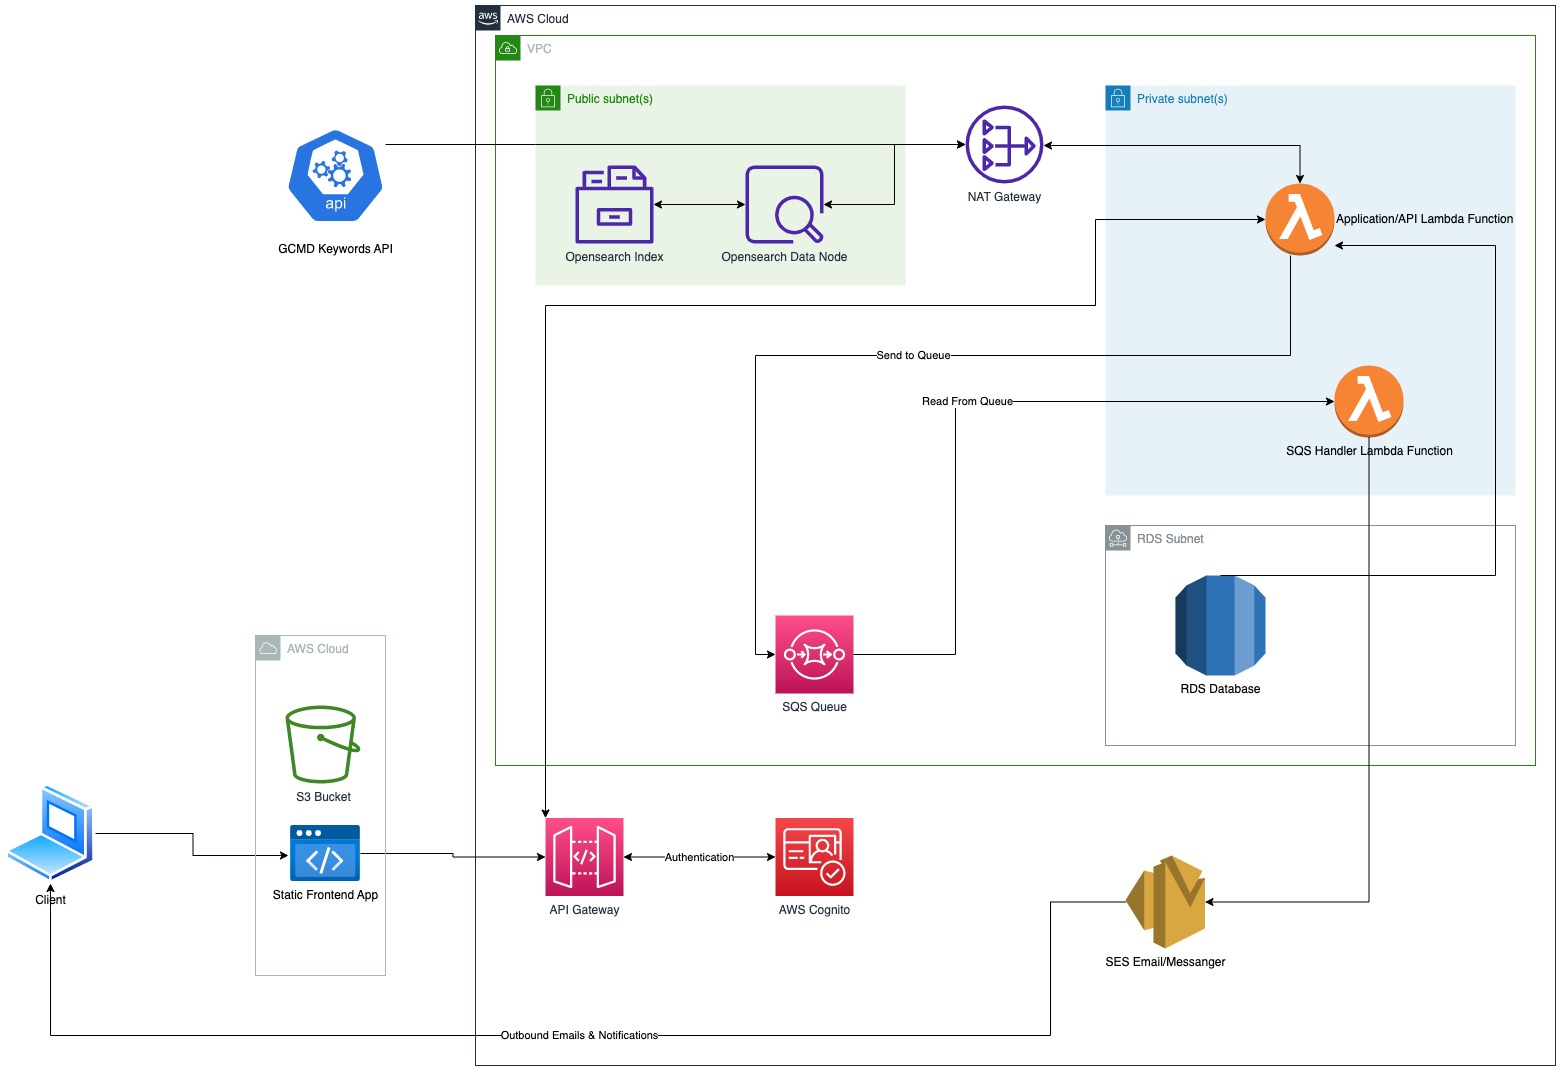 aws
AWS Cloud
VPC
Public subnet(s)
Private subnet(s)
api
GCMD Keywords API
NAT Gateway
Application/API Lambda Function
Opensearch Index
Opensearch Data Node
Send to Queue
Read From Queue
SQS Handler Lambda Function
RDS Subnet
RDS Database
SQS Queue
AWS Cloud
S3 Bucket
Static Frontend App
Client
API Gateway
Authentication
AWS Cognito
SES Email/Messanger
Outbound Emails & Notifications